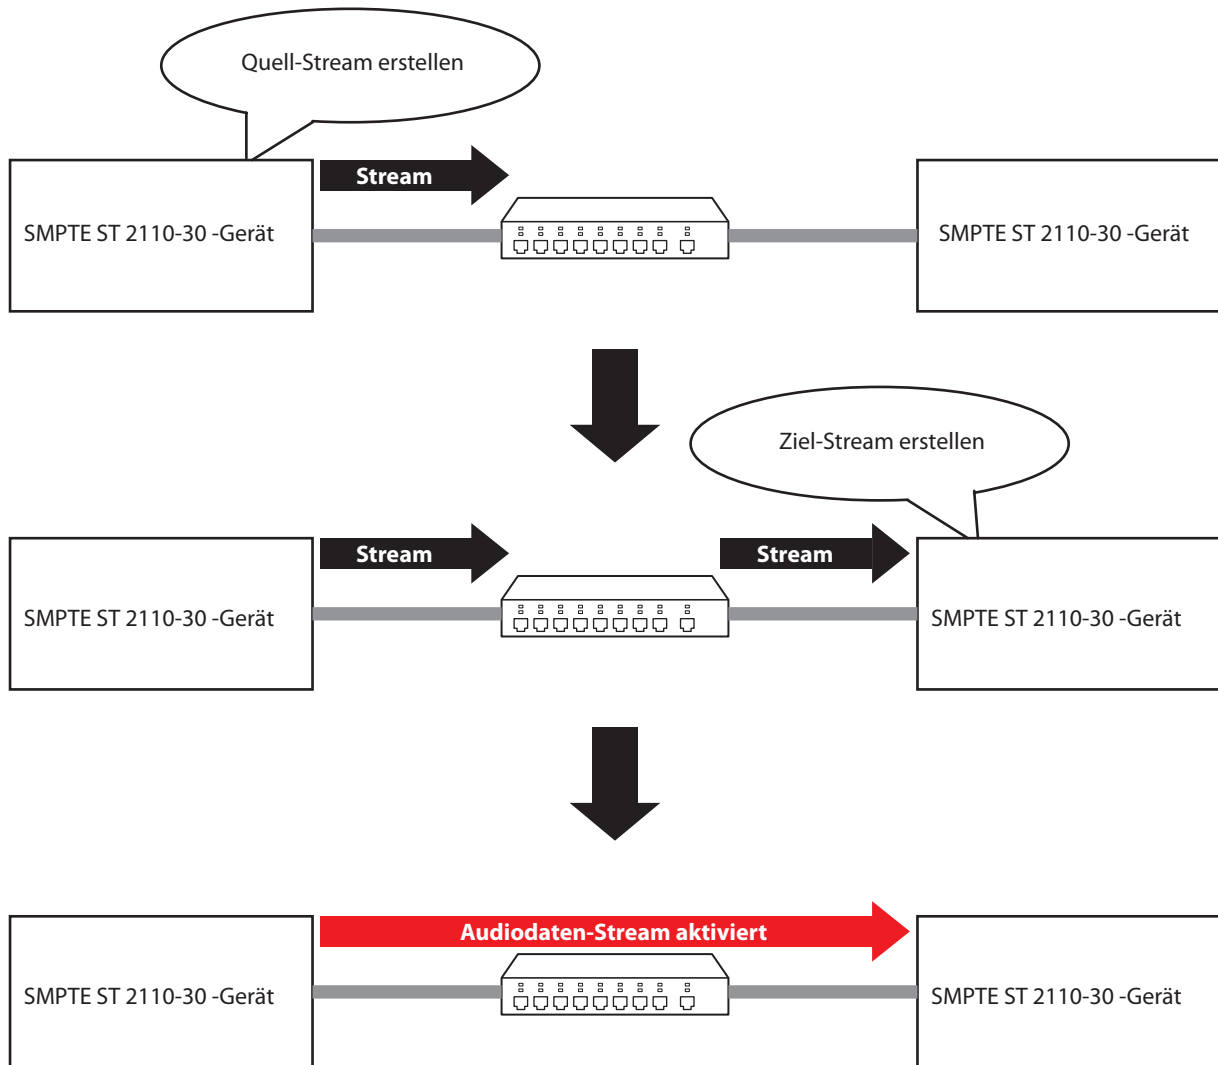 Quell-Stream erstellen
Stream
SMPTE ST 2110-30 -Gerät
SMPTE ST 2110-30 -Gerät
Ziel-Stream erstellen
Stream
Stream
SMPTE ST 2110-30 -Gerät
SMPTE ST 2110-30 -Gerät
Audiodaten-Stream aktiviert
SMPTE ST 2110-30 -Gerät
SMPTE ST 2110-30 -Gerät